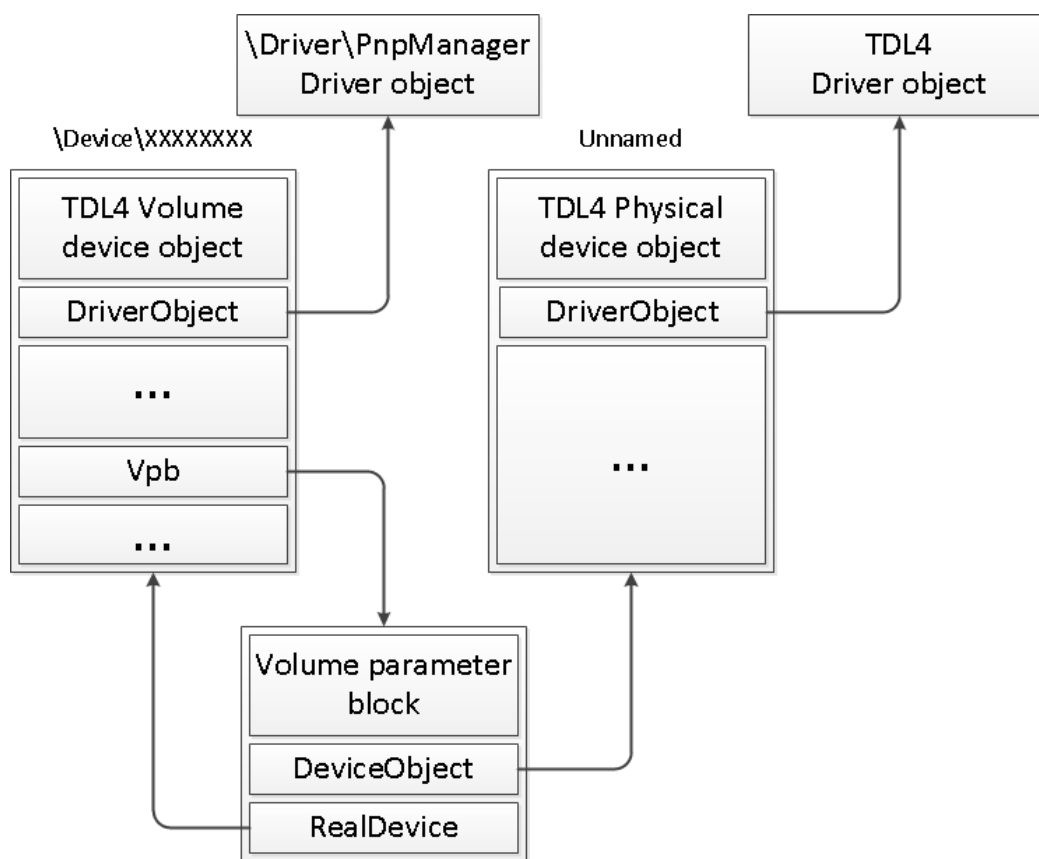 \Driver\PnpManager
Driver object
TDL4
Driver object
\Device\XXXXXXXX
Unnamed
TDL4 Volume
device object
DriverObject
...
Vpb
...
TDL4 Physical
device object
DriverObject
...
Volume parameter
block
DeviceObject
RealDevice